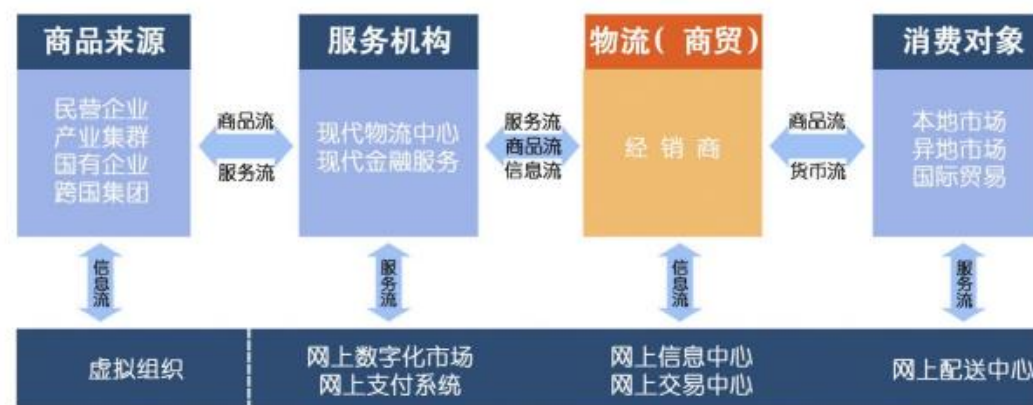 商品来源
服务机构
物流( 商贸)
消费对象
民营企业
产业集群
国有企业
跨国集团
商品流
服务流
现代物流中心
现代金融服务
服务流
商品流
信息流
经 销 商
商品流
货币流
本地市场
异地市场
国际贸易
信息流
服务流
信息流
服务流
虚拟组织
网上数字化市场
网上支付系统
网上信息中心
网上交易中心
网上配送中心